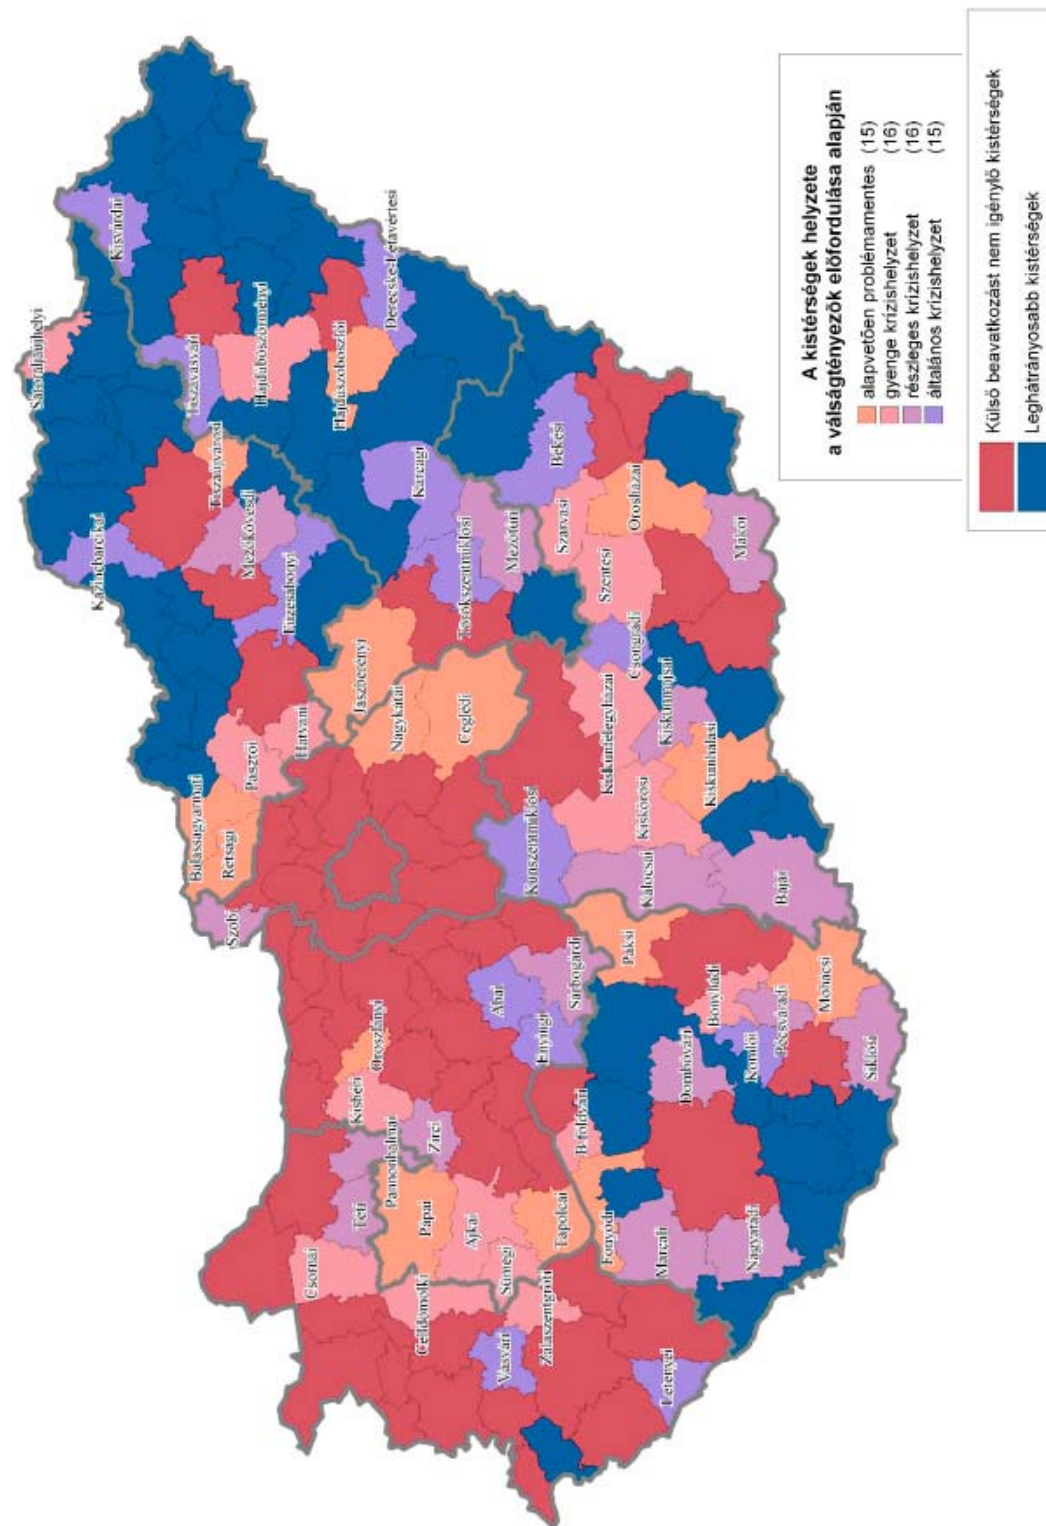 Sátoraljaújhelyi
Kisvárdai
Kazincbarcikai
Tiszavasvári
Hajdúböszörményi
Hajdúszoboszlói
Derecske-Létavértesi
Tiszaújvárosi
Mezőkövesdi
Füzesabonyi
Balassagyarmati
Rétsági
Pásztói
Hatvani
Szobi
Jászberényi
Nagykátai
Ceglédi
Karcagi
Törökszentmiklósi
Mezőtúri
Békési
Szarvasi
Orosházai
Szentesi
Csongrádi
Makói
Kiskunfélegyházai
Kiskunmajsai
Kiskunhalasi
Kiskőrösi
Kalocsai
Kunszentmiklósi
Bajai
Csornai
Téti
Pannonhalmai
Kisbéri
Oroszlányi
Zirci
Pápai
Ajkai
Sümegi
Tapolcai
Celldömölki
Vasvári
Zalaszentgróti
Letenyei
Abai
Enyingi
Sárbogárdi
Paksi
B.földvári
Fonyódi
Marcali
Nagyatádi
Dombóvári
Bonyhádi
Komlói
Pécsváradi
Mohácsi
Siklósi
A kistérségek helyzete
a válságtényezők előfordulása alapján
alapvetően problémamentes (15)
gyenge krízishelyzet (16)
részleges krízishelyzet (16)
általános krízishelyzet (15)
Külső beavatkozást nem igénylő kistérségek
Leghátrányosabb kistérségek